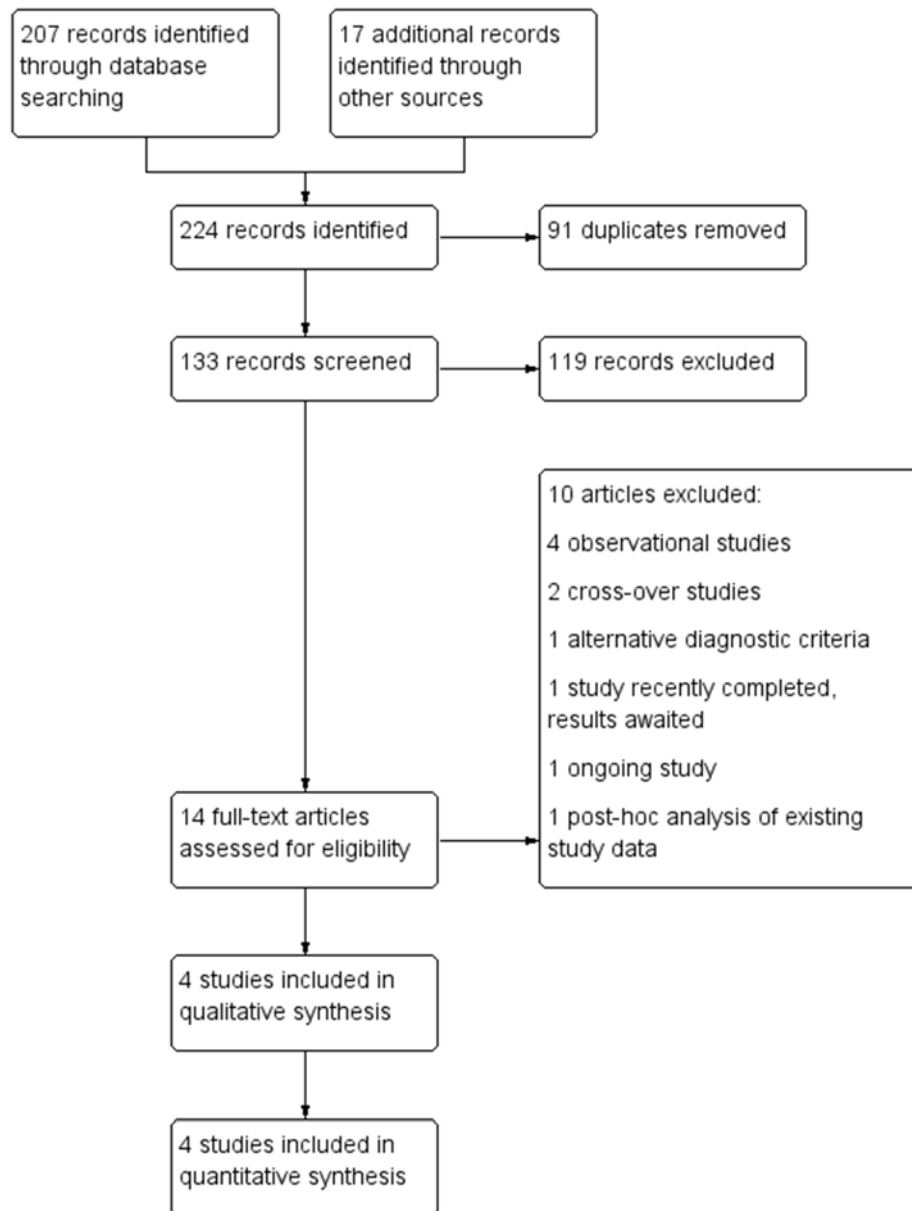 207 records identified
through database
searching
17 additional records
identified through
other sources
224 records identified
91 duplicates removed
133 records screened
119 records excluded
10 articles excluded:
4 observational studies
2 cross-over studies
1 alternative diagnostic criteria
1 study recently completed,
results awaited
1 ongoing study
1 post-hoc analysis of existing
study data
14 full-text articles
assessed for eligibility
4 studies included in
qualitative synthesis
4 studies included in
quantitative synthesis